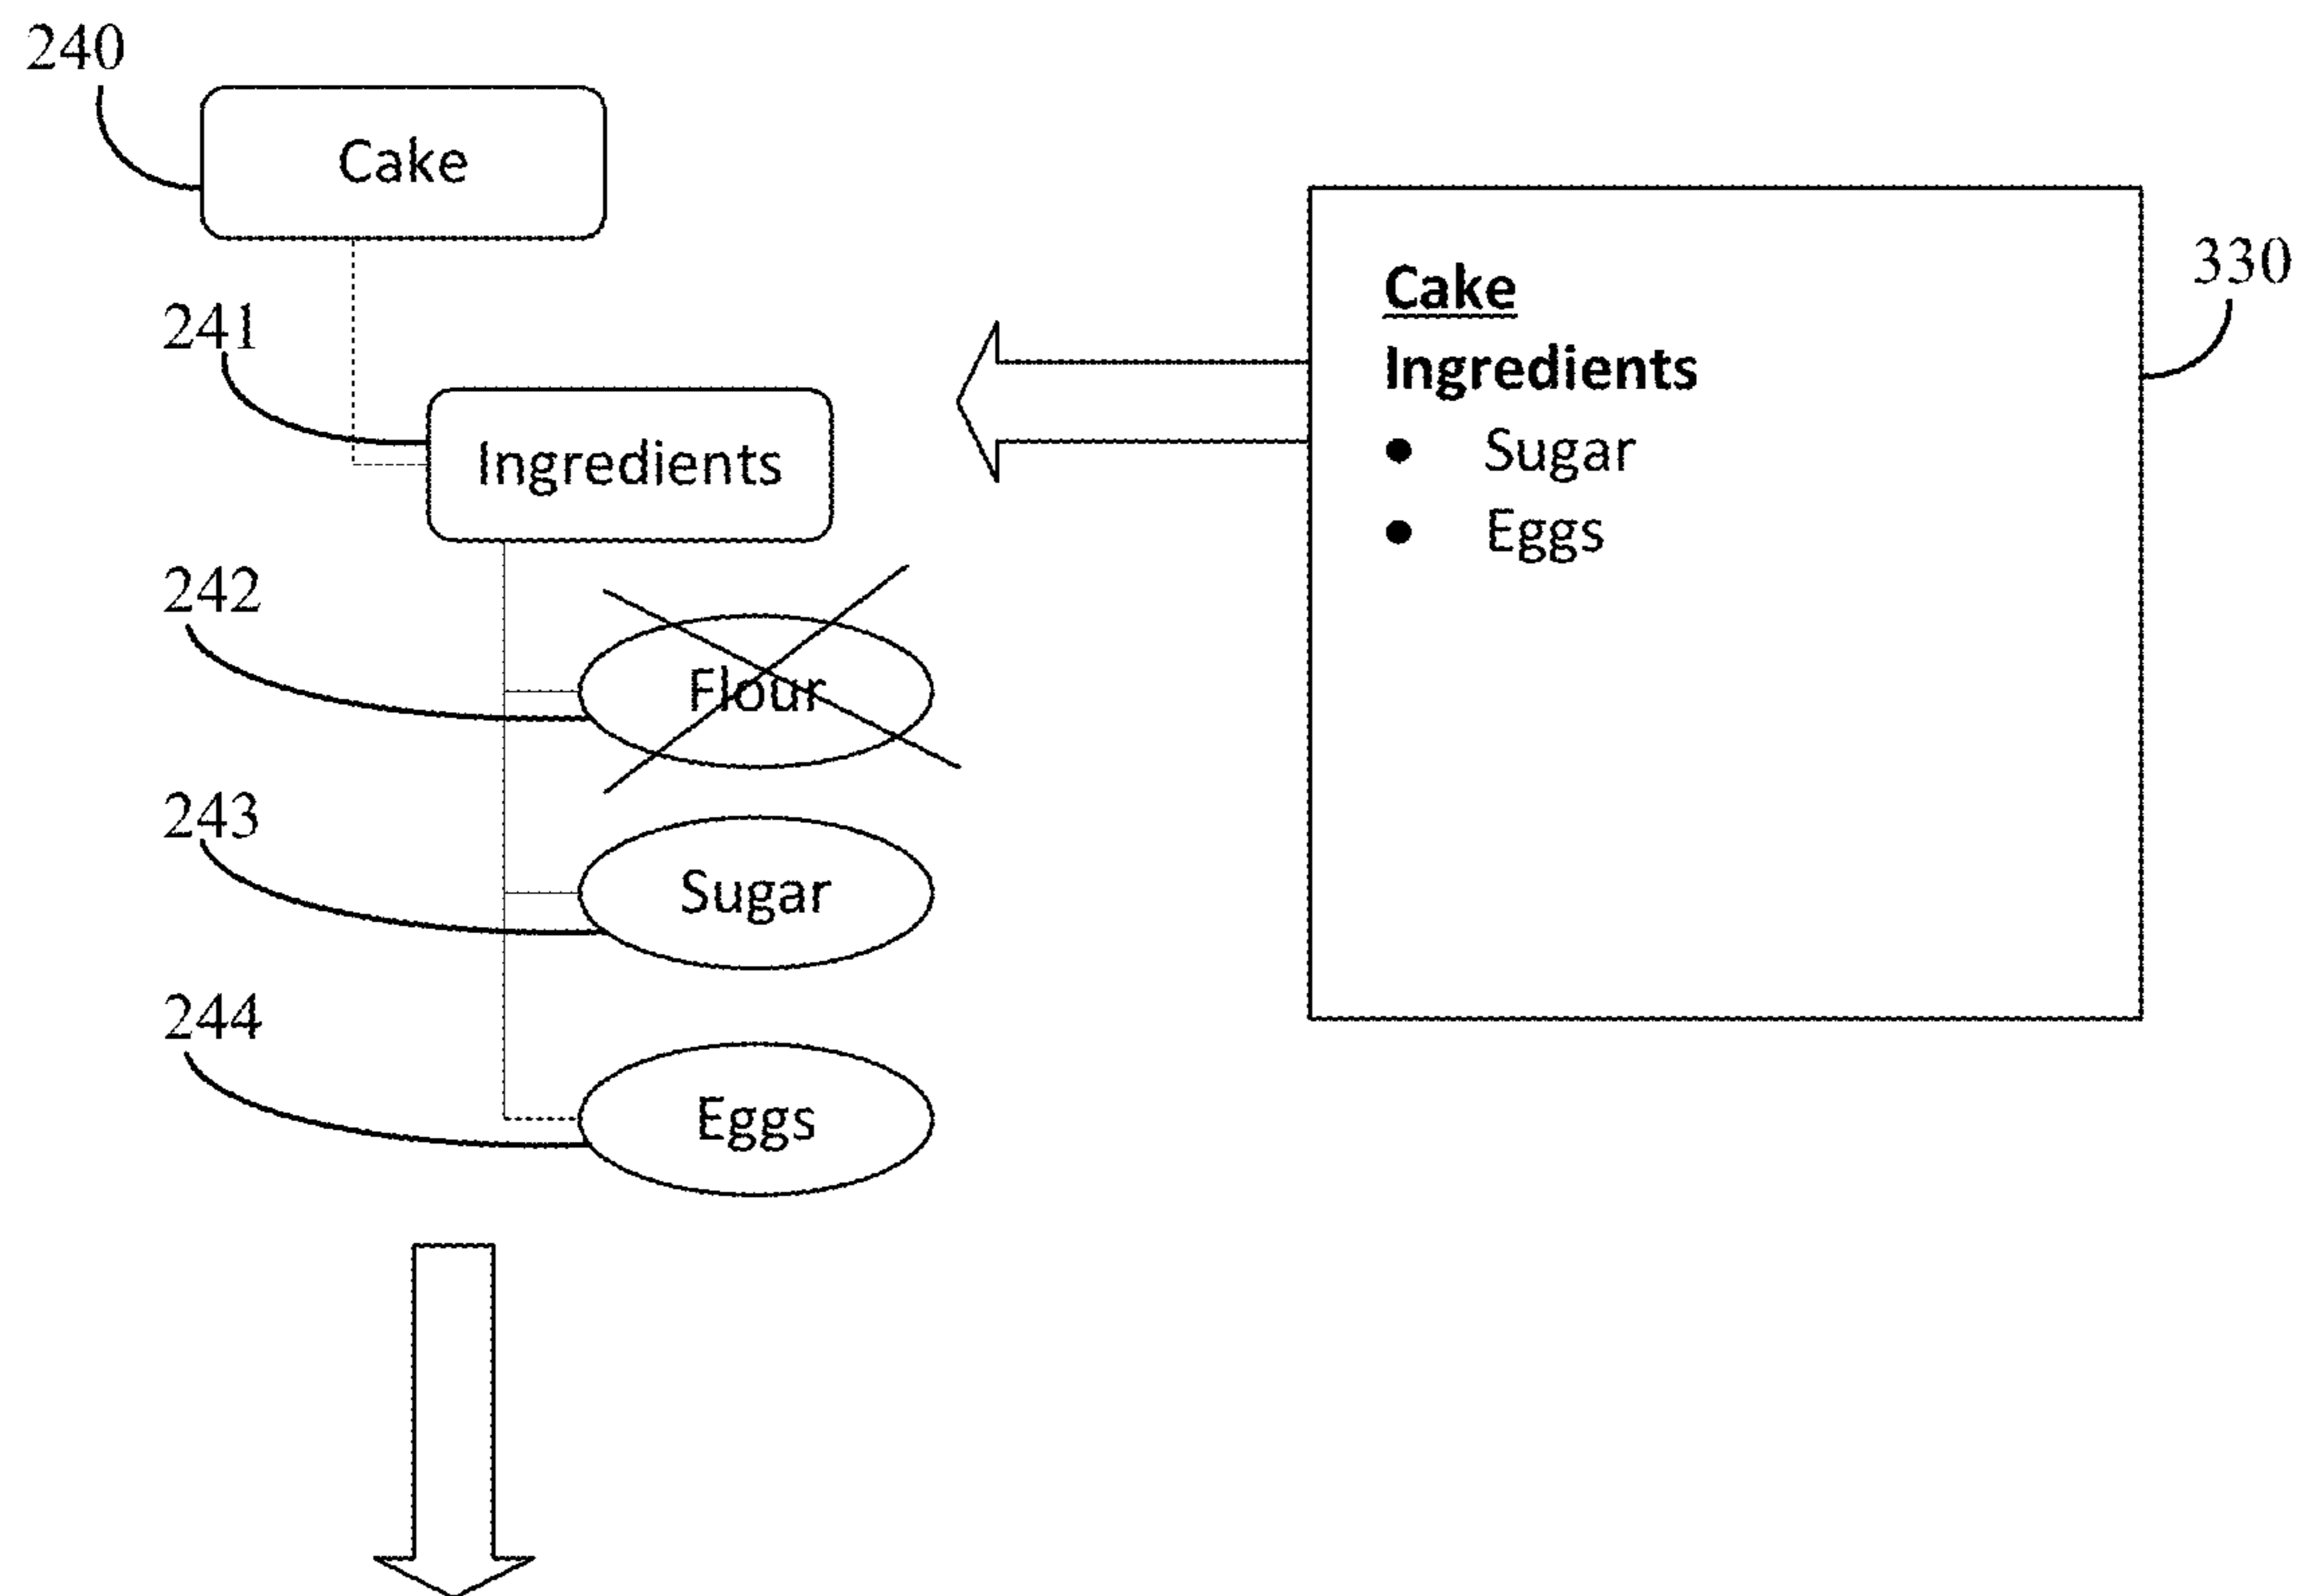 240
Cake
241
Ingredients
242
Flour
243
Sugar
244
Eggs
Cake
Ingredients
● Sugar
● Eggs
330